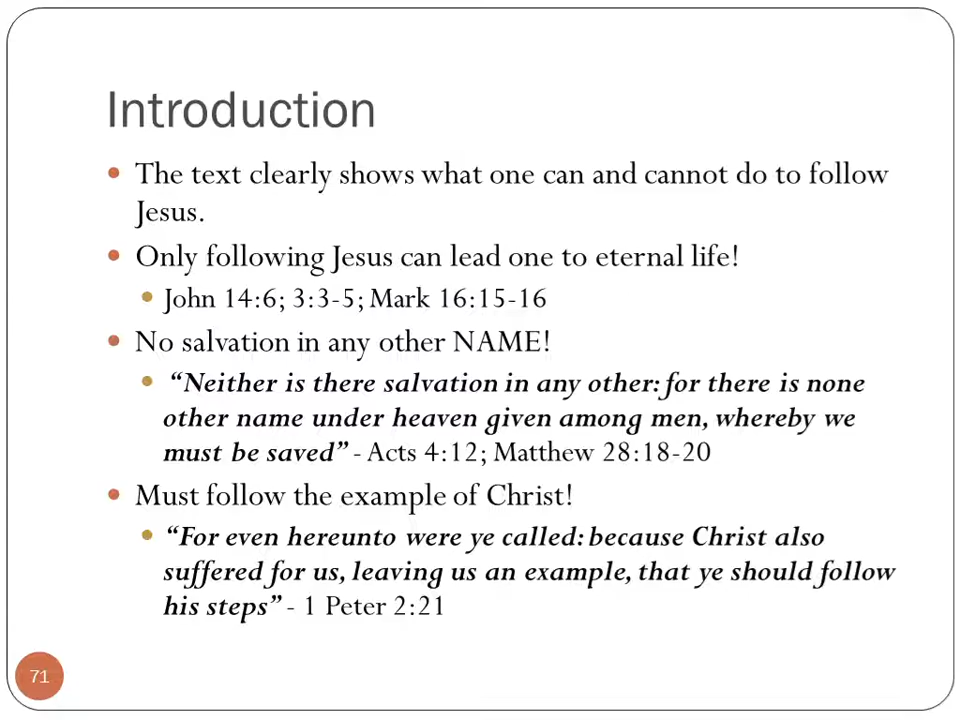 Introduction
• The text clearly shows what one can and cannot do to follow
Jesus.
• Only following Jesus can lead one to eternal life!
• John 14:6; 3:3-5; Mark 16:15-16
• No salvation in any other NAME!
• “Neither is there salvation in any other: for there is none
other name under heaven given among men, whereby we
must be saved” - Acts 4:12; Matthew 28:18-20
• Must follow the example of Christ!
• “For even hereunto were ye called: because Christ also
suffered for us, leaving us an example, that ye should follow
his steps” - 1 Peter 2:21
71